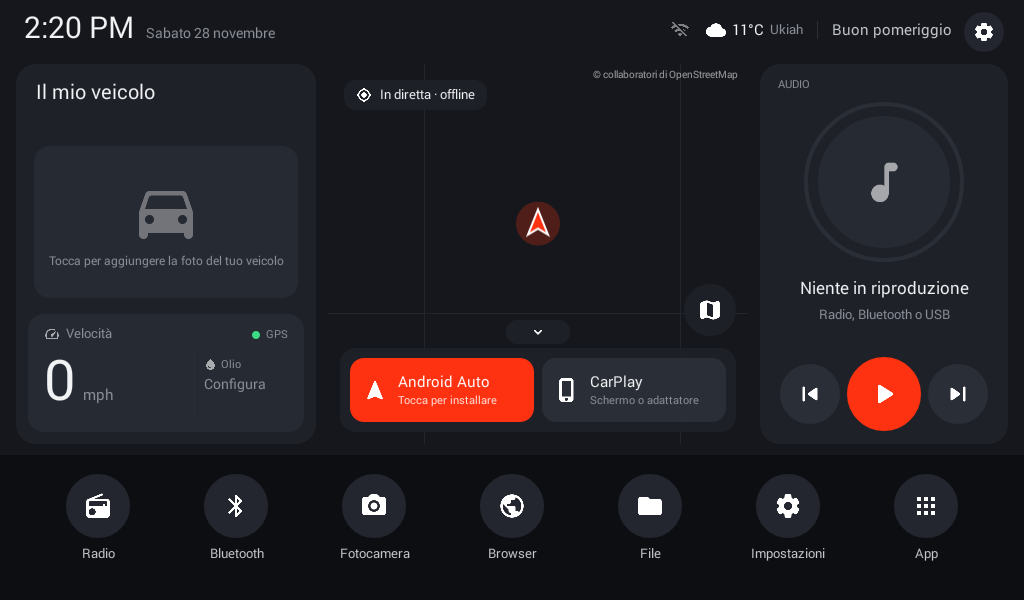 2:20 PM
Sabato 28 novembre
11°C Ukiah
Buon pomeriggio
Il mio veicolo
Tocca per aggiungere la foto del tuo veicolo
Velocità
GPS
0 mph
Olio
Configura
© collaboratori di OpenStreetMap
In diretta · offline
Android Auto
Tocca per installare
CarPlay
Schermo o adattatore
AUDIO
Niente in riproduzione
Radio, Bluetooth o USB
Radio
Bluetooth
Fotocamera
Browser
File
Impostazioni
App